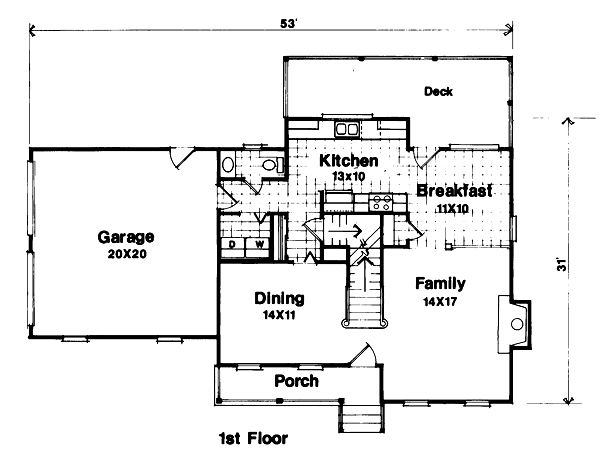 53'
Deck
Kitchen
13x10
Breakfast
11X10
Garage
20X20
D W
31'
Family
14X17
Dining
14X11
Porch
1st Floor